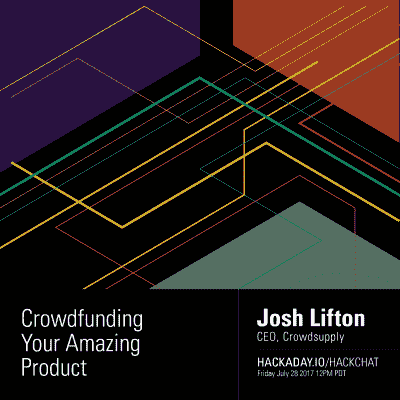 Crowdfunding
Your Amazing
Product
Josh Lifton
CEO, Crowdsupply
HACKADAY.IO/HACKCHAT
Friday July 28 2017 12PM PDT